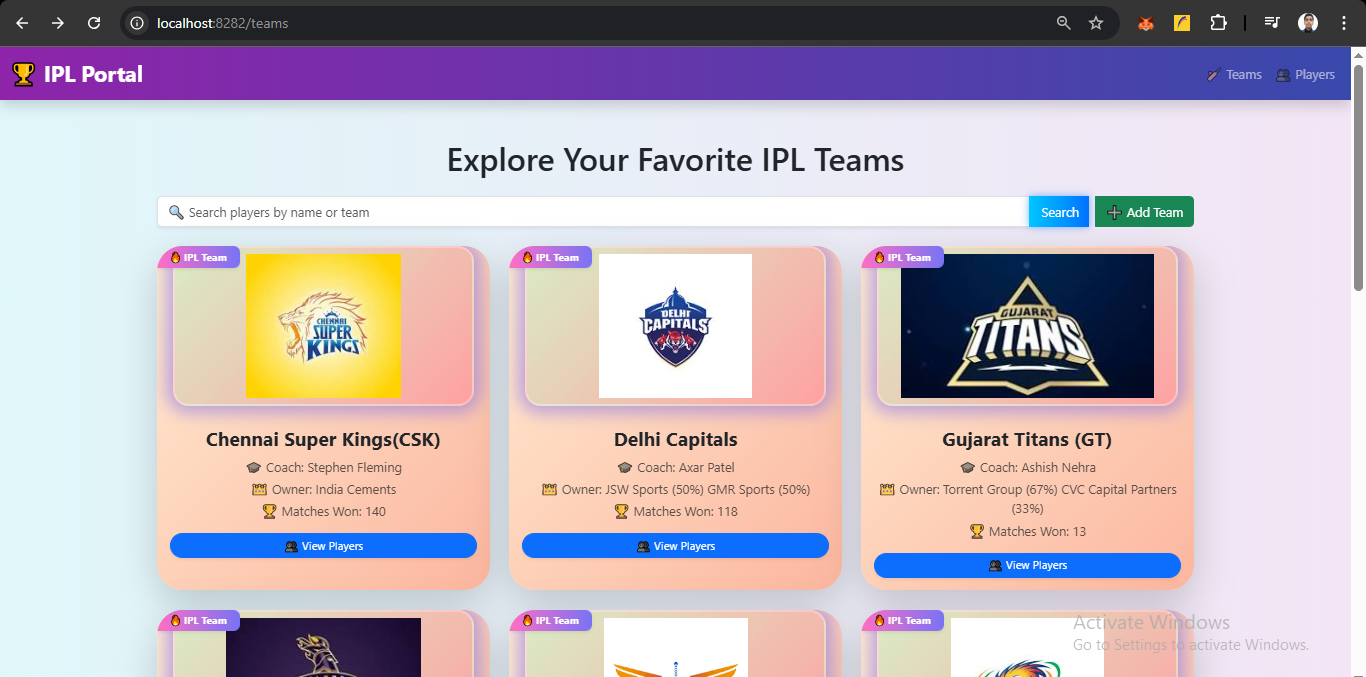 localhost:8282/teams
IPL Portal
Teams
Players
Explore Your Favorite IPL Teams
Search players by name or team
Search
Add Team
IPL Team
IPL Team
IPL Team
CHENNAI
SUPER
KINGS
DELHI
CAPITALS
GUJARAT
TITANS
Chennai Super Kings(CSK)
Coach: Stephen Fleming
Owner: India Cements
Matches Won: 140
View Players
Delhi Capitals
Coach: Axar Patel
Owner: JSW Sports (50%) GMR Sports (50%)
Matches Won: 118
View Players
Gujarat Titans (GT)
Coach: Ashish Nehra
Owner: Torrent Group (67%) CVC Capital Partners
(33%)
Matches Won: 13
View Players
IPL Team
IPL Team
IPL Team
Activate Windows
Go to Settings to activate Windows.